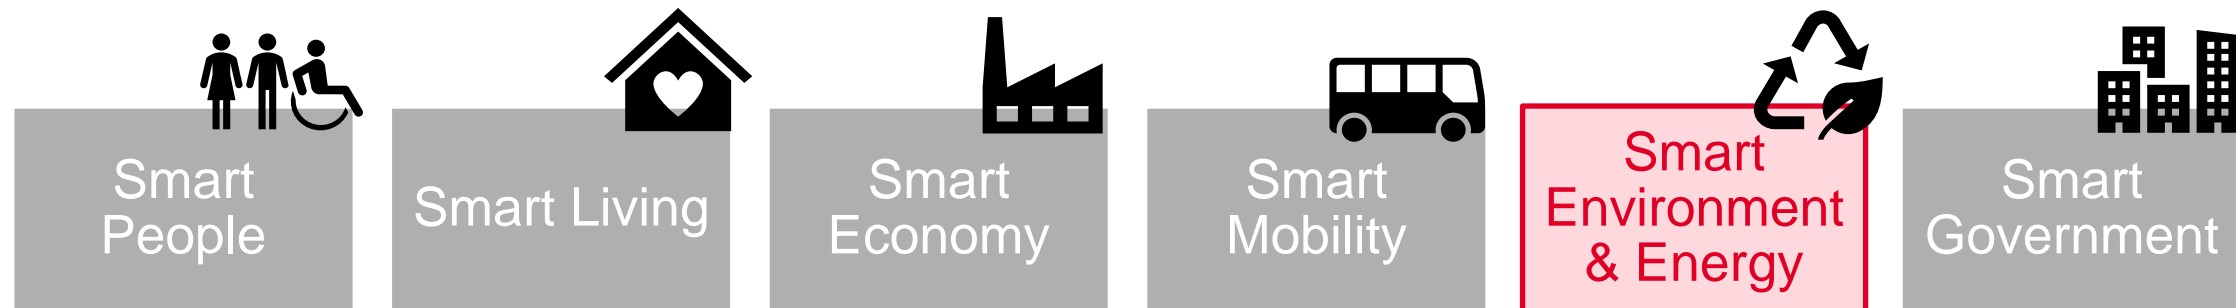 Smart
People
Smart Living
Smart
Economy
Smart
Mobility
Smart
Environment
& Energy
Smart
Government